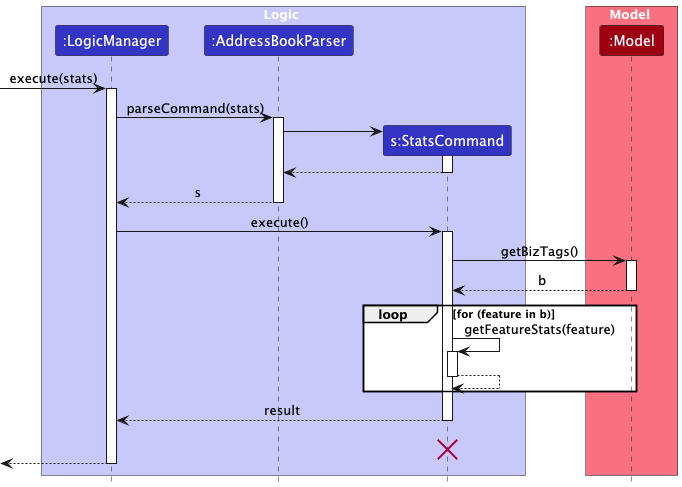 Logic
Model
:LogicManager
:AddressBookParser
:Model
execute(stats)
parseCommand(stats)
s:StatsCommand
s
execute()
getBizTags()
b
loop
[for (feature in b)]
getFeatureStats(feature)
result